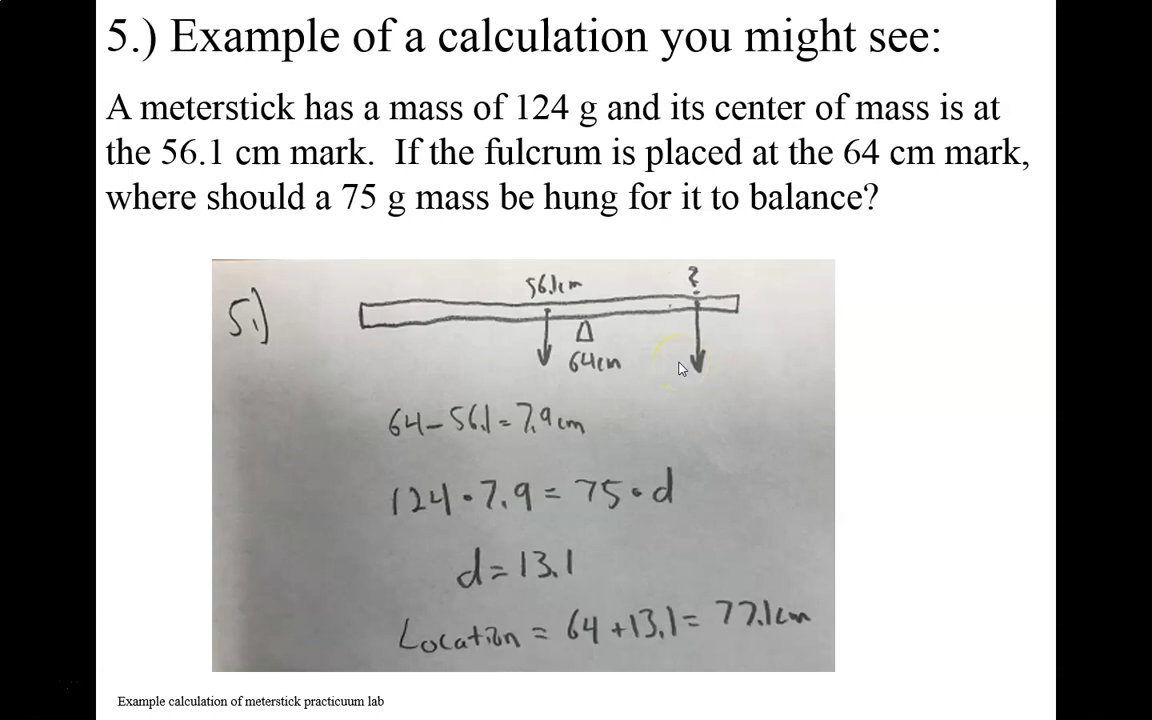 5.) Example of a calculation you might see:
A meterstick has a mass of 124 g and its center of mass is at
the 56.1 cm mark. If the fulcrum is placed at the 64 cm mark,
where should a 75 g mass be hung for it to balance?
5.)
56.1cm
?
64cm
64-56.1=7.9cm
124·7.9=75·d
d=13.1
Location = 64+13.1=77.1cm
Example calculation of meterstick practicuum lab